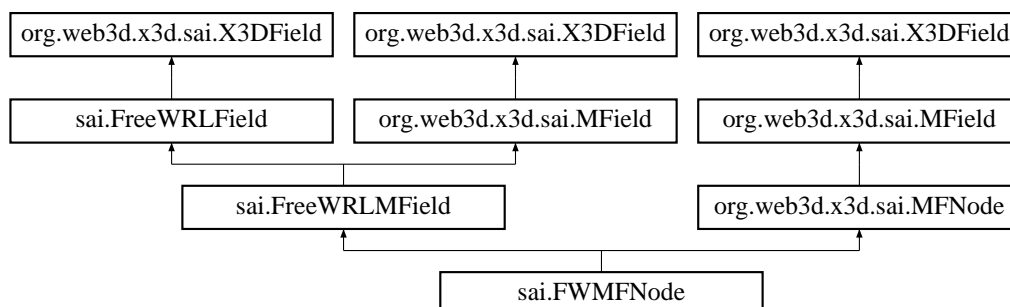 org.web3d.x3d.sai.X3DField
org.web3d.x3d.sai.X3DField
org.web3d.x3d.sai.X3DField
sai.FreeWRLField
org.web3d.x3d.sai.MField
org.web3d.x3d.sai.MField
sai.FreeWRLMField
org.web3d.x3d.sai.MFNode
sai.FWMFNode